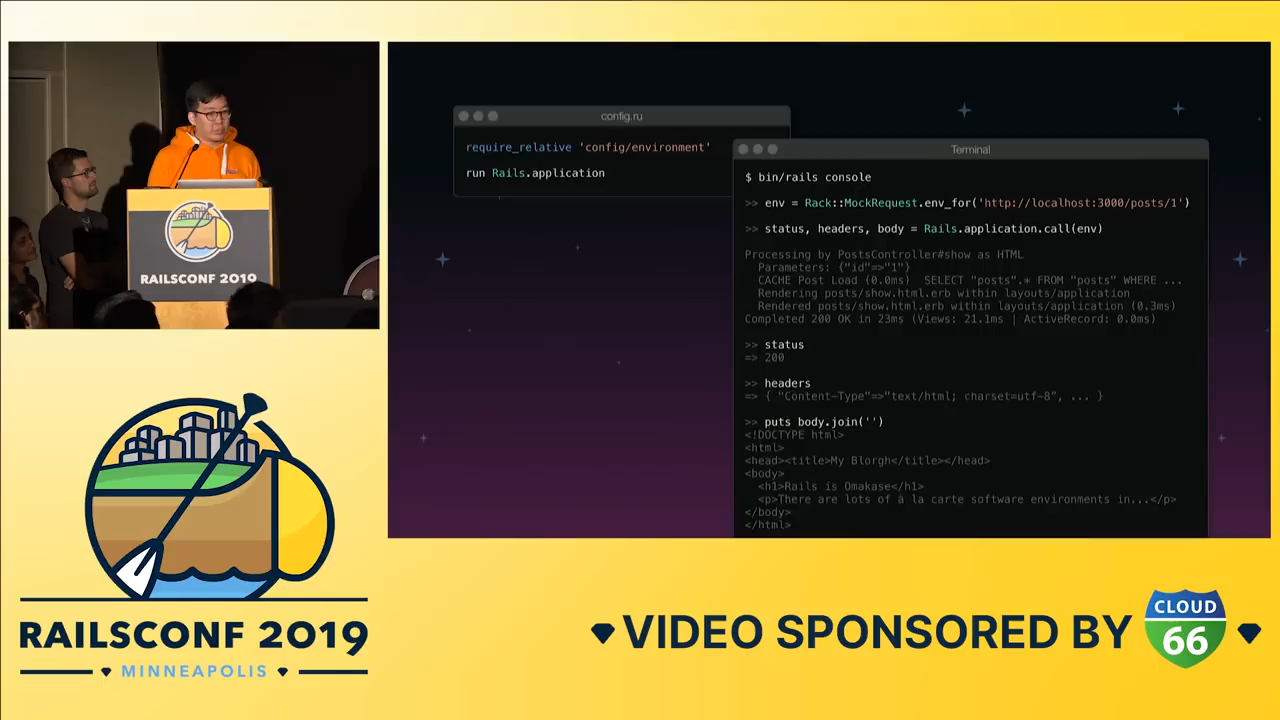 config.ru
require_relative 'config/environment'
run Rails.application
Terminal
$ bin/rails console
>> env = Rack::MockRequest.env_for('http://localhost:3000/posts/1')
>> status, headers, body = Rails.application.call(env)
Processing by PostsController#show as HTML
Parameters: {"id"=>"1"}
CACHE Post Load (0.0ms) SELECT "posts".* FROM "posts" WHERE ...
Rendering posts/show.html.erb within layouts/application
Rendered posts/show.html.erb within layouts/application (0.3ms)
Completed 200 OK in 23ms (Views: 21.1ms | ActiveRecord: 0.0ms)
>> status
=> 200
>> headers
=> { "Content-Type"=>"text/html; charset=utf-8", ... }
>> puts body.join('')
<!DOCTYPE html>
<html>
<head><title>My Blorgh</title></head>
<body>
<h1>Rails is Omakase</h1>
<p>There are lots of à la carte software environments in...</p>
</body>
</html>
RAILSCONF 2019
RAILSCONF 2019
MINNEAPOLIS
VIDEO SPONSORED BY
CLOUD
66